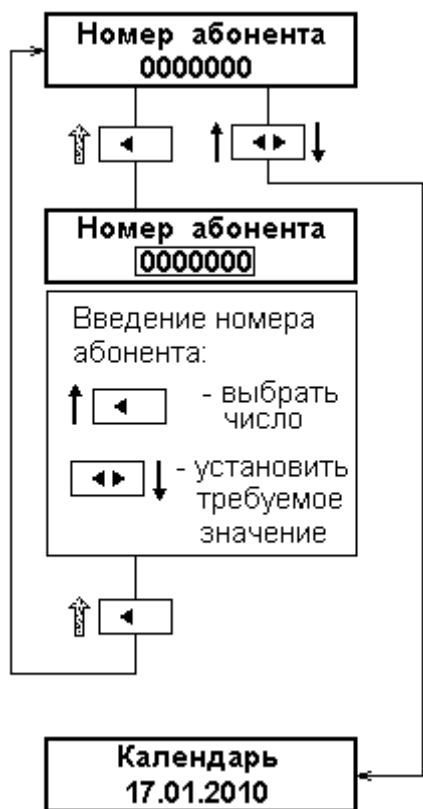 Номер абонента
0000000
Номер абонента
0000000
Введение номера
абонента:
- выбрать
число
- установить
требуемое
значение
Календарь
17.01.2010